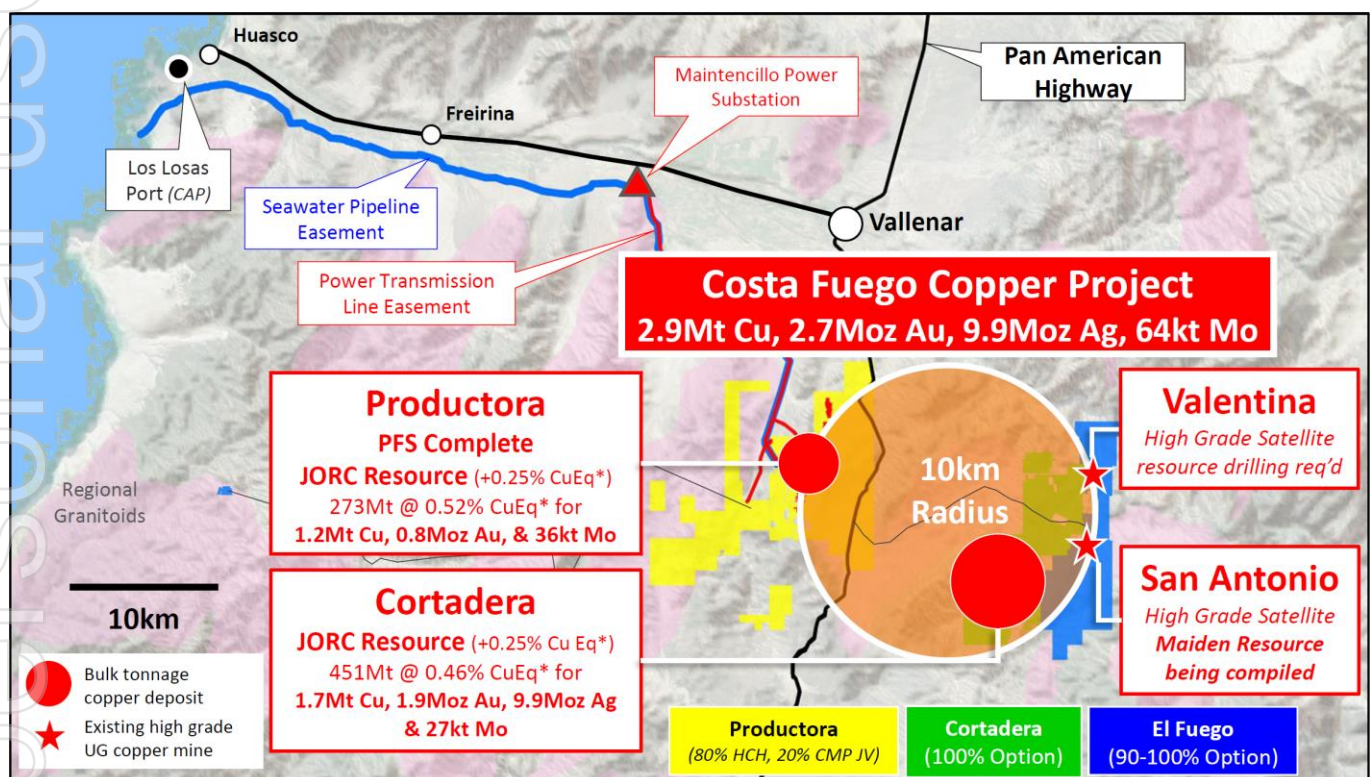 Huasco
Pan American
Highway
Maintencillo Power
Substation
Freirina
Los Losas
Port (CAP)
Seawater Pipeline
Easement
Vallenar
Power Transmission
Line Easement
Costa Fuego Copper Project
2.9Mt Cu, 2.7Moz Au, 9.9Moz Ag, 64kt Mo
Productora
PFS Complete
JORC Resource (+0.25% CuEq*)
273Mt @ 0.52% CuEq* for
1.2Mt Cu, 0.8Moz Au, & 36kt Mo
Valentina
High Grade Satellite
resource drilling req'd
10km
Radius
Regional
Granitoids
10km
Cortadera
JORC Resource (+0.25% Cu Eq*)
451Mt @ 0.46% CuEq* for
1.7Mt Cu, 1.9Moz Au, 9.9Moz Ag
& 27kt Mo
San Antonio
High Grade Satellite
Maiden Resource
being compiled
Bulk tonnage
copper deposit
Existing high grade
UG copper mine
Productora
(80% HCH, 20% CMP JV)
Cortadera
(100% Option)
El Fuego
(90-100% Option)